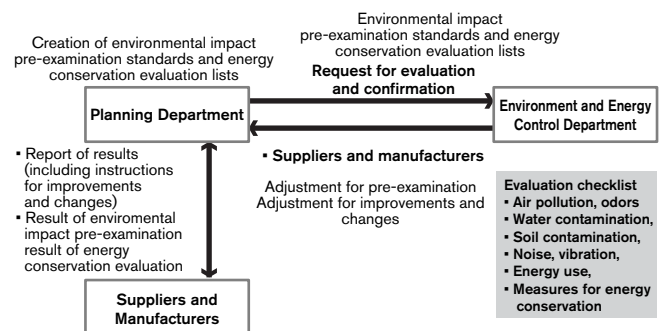 Creation of environmental impact
pre-examination standards and energy
conservation evaluation lists
Environmental impact
pre-examination standards and energy
conservation evaluation lists
Request for evaluation
and confirmation
Planning Department
Environment and Energy
Control Department
▪ Report of results
(including instructions
for improvements
and changes)
▪ Result of enviromental
impact pre-examination
result of energy
conservation evaluation
▪ Suppliers and manufacturers
Adjustment for pre-examination
Adjustment for improvements and
changes
Evaluation checklist
▪ Air pollution, odors
▪ Water contamination,
▪ Soil contamination,
▪ Noise, vibration,
▪ Energy use,
▪ Measures for energy
conservation
Suppliers and
Manufacturers